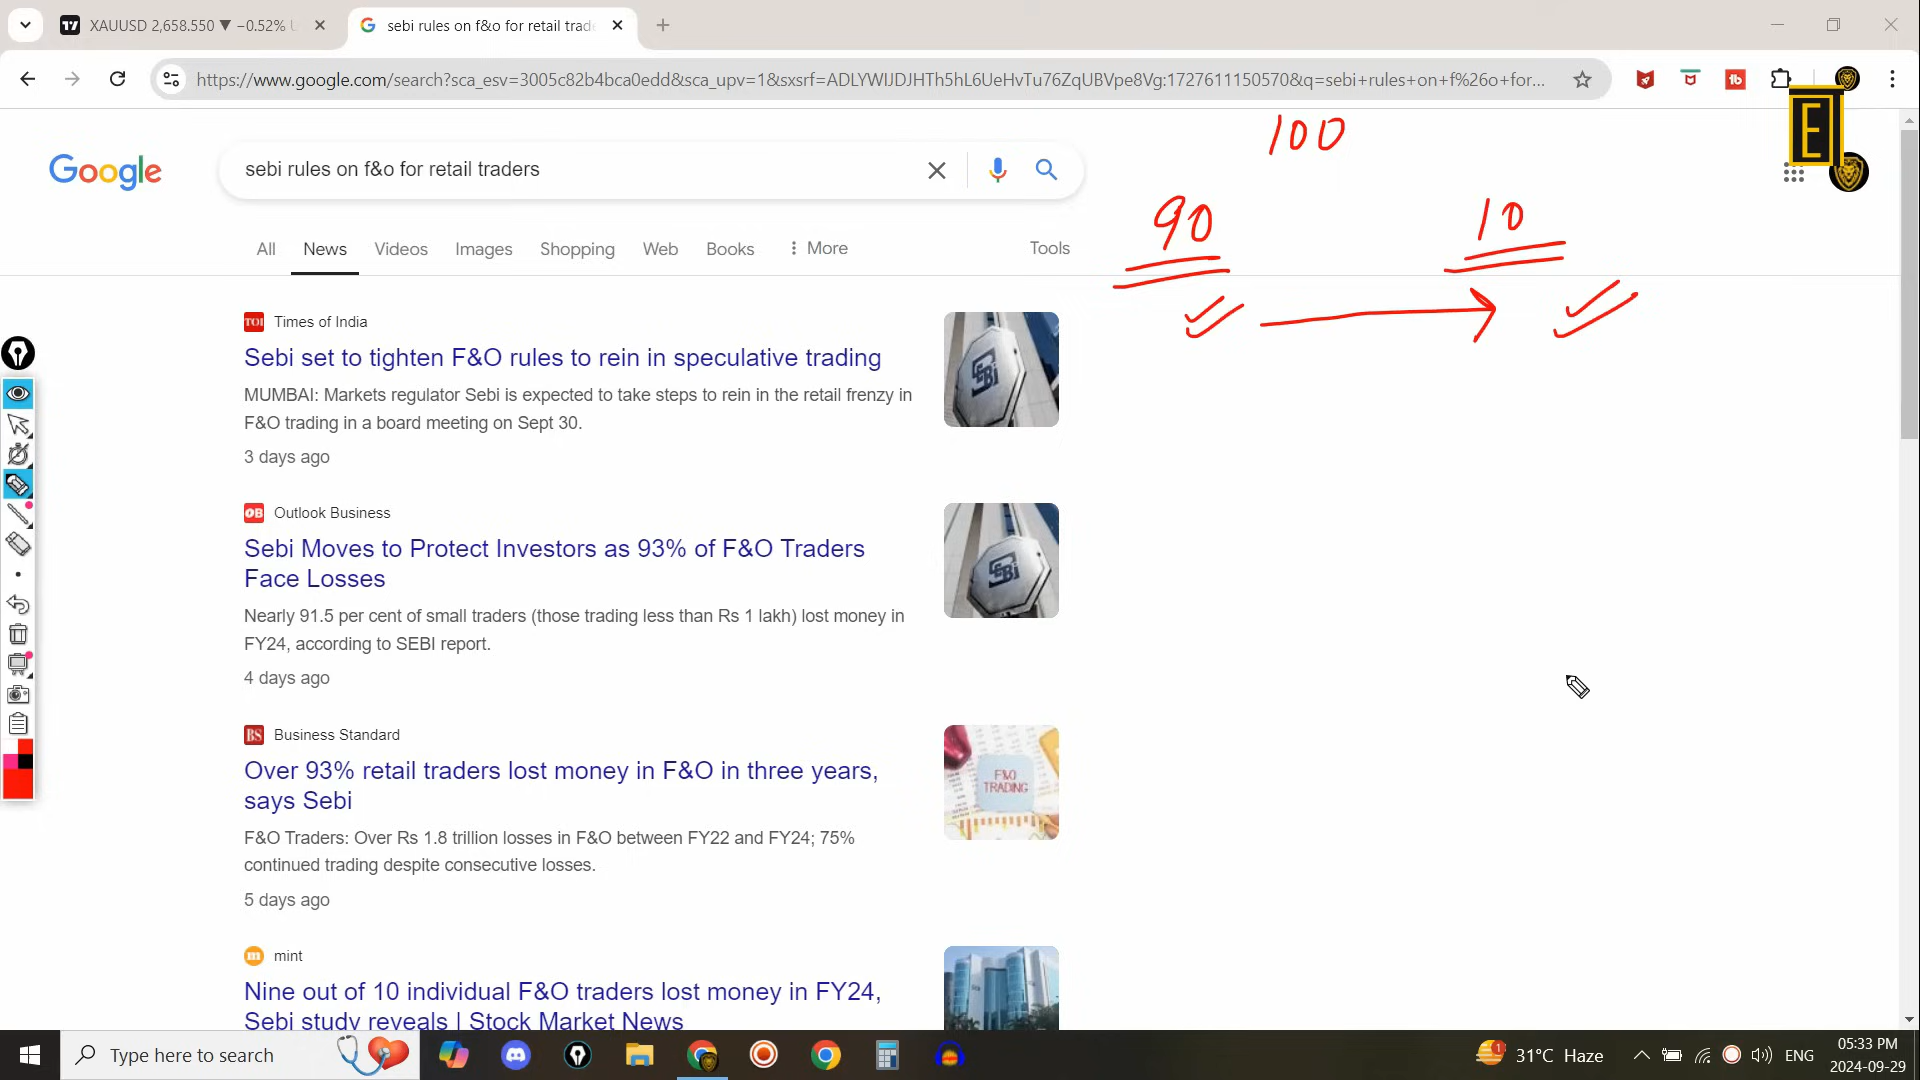 XAUUSD 2,658.550 ▼ −0.52%
sebi rules on f&o for retail trade
https://www.google.com/search?sca_esv=3005c82b4bca0edd&sca_upv=1&sxsrf=ADLYWIJDJHTh5hL6UeHvTu76ZqUBVpe8Vg:1727611150570&q=sebi+rules+on+f%26o+for...
100
E
Google
sebi rules on f&o for retail traders
90
10
All News Videos Images Shopping Web Books More Tools
TOI Times of India
Sebi set to tighten F&O rules to rein in speculative trading
MUMBAI: Markets regulator Sebi is expected to take steps to rein in the retail frenzy in
F&O trading in a board meeting on Sept 30.
3 days ago
SEBI
OB Outlook Business
Sebi Moves to Protect Investors as 93% of F&O Traders
Face Losses
Nearly 91.5 per cent of small traders (those trading less than Rs 1 lakh) lost money in
FY24, according to SEBI report.
4 days ago
SEBI
BS Business Standard
Over 93% retail traders lost money in F&O in three years,
says Sebi
F&O Traders: Over Rs 1.8 trillion losses in F&O between FY22 and FY24; 75%
continued trading despite consecutive losses.
5 days ago
F&O
TRADING
m mint
Nine out of 10 individual F&O traders lost money in FY24,
Sebi study reveals | Stock Market News
Type here to search
1
31°C Haze
ENG
05:33 PM
2024-09-29